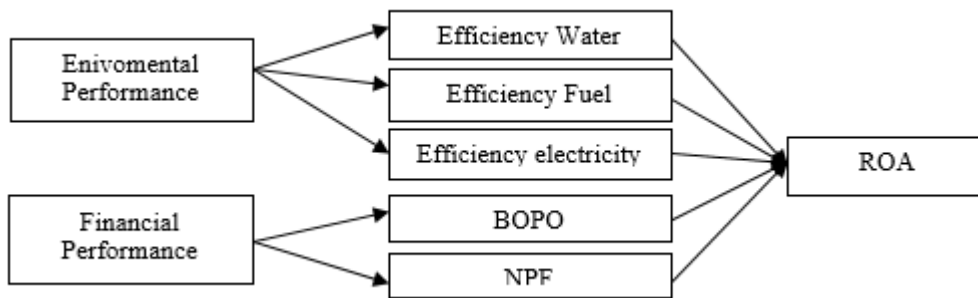 Enivomental
Performance
Efficiency Water
Efficiency Fuel
Efficiency electricity
ROA
Financial
Performance
BOPO
NPF